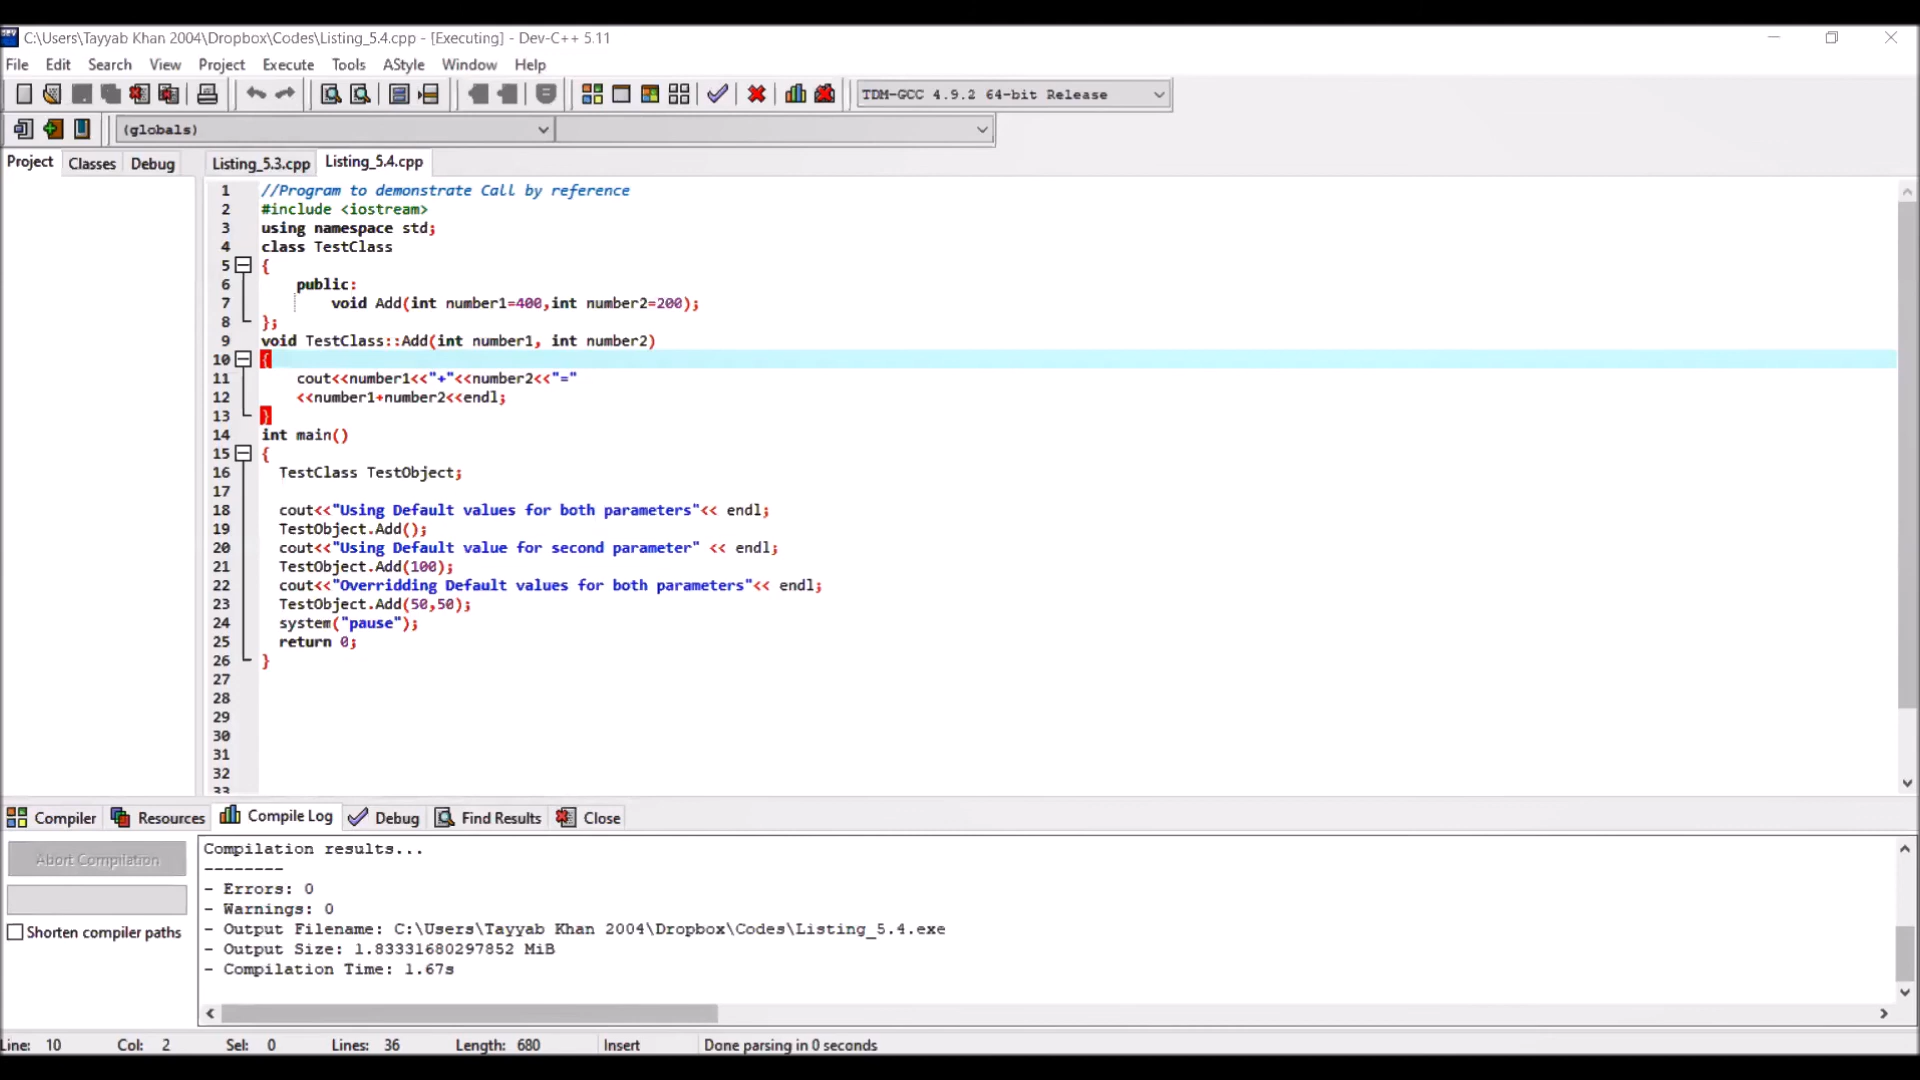 C:\Users\Tayyab Khan 2004\Dropbox\Codes\Listing_5.4.cpp - [Executing] - Dev-C++ 5.11
File Edit Search View Project Execute Tools AStyle Window Help
TDM-GCC 4.9.2 64-bit Release
(globals)
Project Classes Debug Listing_5.3.cpp Listing_5.4.cpp
1 //Program to demonstrate Call by reference
2 #include <iostream>
3 using namespace std;
4 class TestClass
5 {
6 public:
7 void Add(int number1=400,int number2=200);
8 };
9 void TestClass::Add(int number1, int number2)
10 {
11 cout<<number1<<"+"<<number2<<"="
12 <<number1+number2<<endl;
13 }
14 int main()
15 {
16 TestClass TestObject;
17
18 cout<<"Using Default values for both parameters"<< endl;
19 TestObject.Add();
20 cout<<"Using Default value for second parameter" << endl;
21 TestObject.Add(100);
22 cout<<"Overridding Default values for both parameters"<< endl;
23 TestObject.Add(50,50);
24 system("pause");
25 return 0;
26 }
27
28
29
30
31
32
33
Compiler Resources Compile Log Debug Find Results Close
Abort Compilation
Shorten compiler paths
Compilation results...
--------
- Errors: 0
- Warnings: 0
- Output Filename: C:\Users\Tayyab Khan 2004\Dropbox\Codes\Listing_5.4.exe
- Output Size: 1.83331680297852 MiB
- Compilation Time: 1.67s
Line: 10 Col: 2 Sel: 0 Lines: 36 Length: 680 Insert Done parsing in 0 seconds